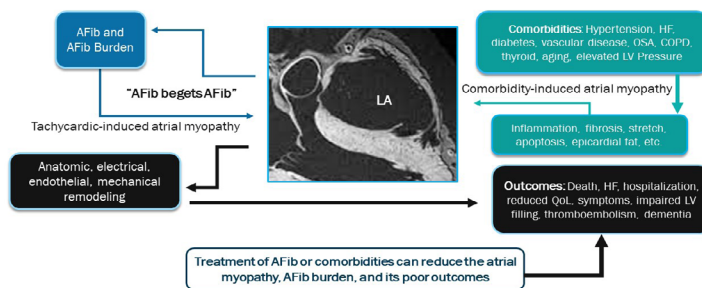 AFib and
AFib Burden
"AFib begets AFib"
Tachycardic-induced atrial myopathy
Anatomic, electrical,
endothelial, mechanical
remodeling
LA
Comorbidities: Hypertension, HF,
diabetes, vascular disease, OSA, COPD,
thyroid, aging, elevated LV Pressure
Comorbidity-induced atrial myopathy
Inflammation, fibrosis, stretch,
apoptosis, epicardial fat, etc.
Outcomes: Death, HF, hospitalization,
reduced QoL, symptoms, impaired LV
filling, thromboembolism, dementia
Treatment of AFib or comorbidities can reduce the atrial
myopathy, AFib burden, and its poor outcomes